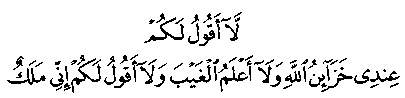 لَّآ أَقُولُ لَكُمۡ
عِندِي خَزَآئِنُ ٱللَّهِ وَلَآ أَعۡلَمُ ٱلۡغَيۡبَ وَلَآ أَقُولُ لَكُمۡ إِنِّي مَلَكٌ